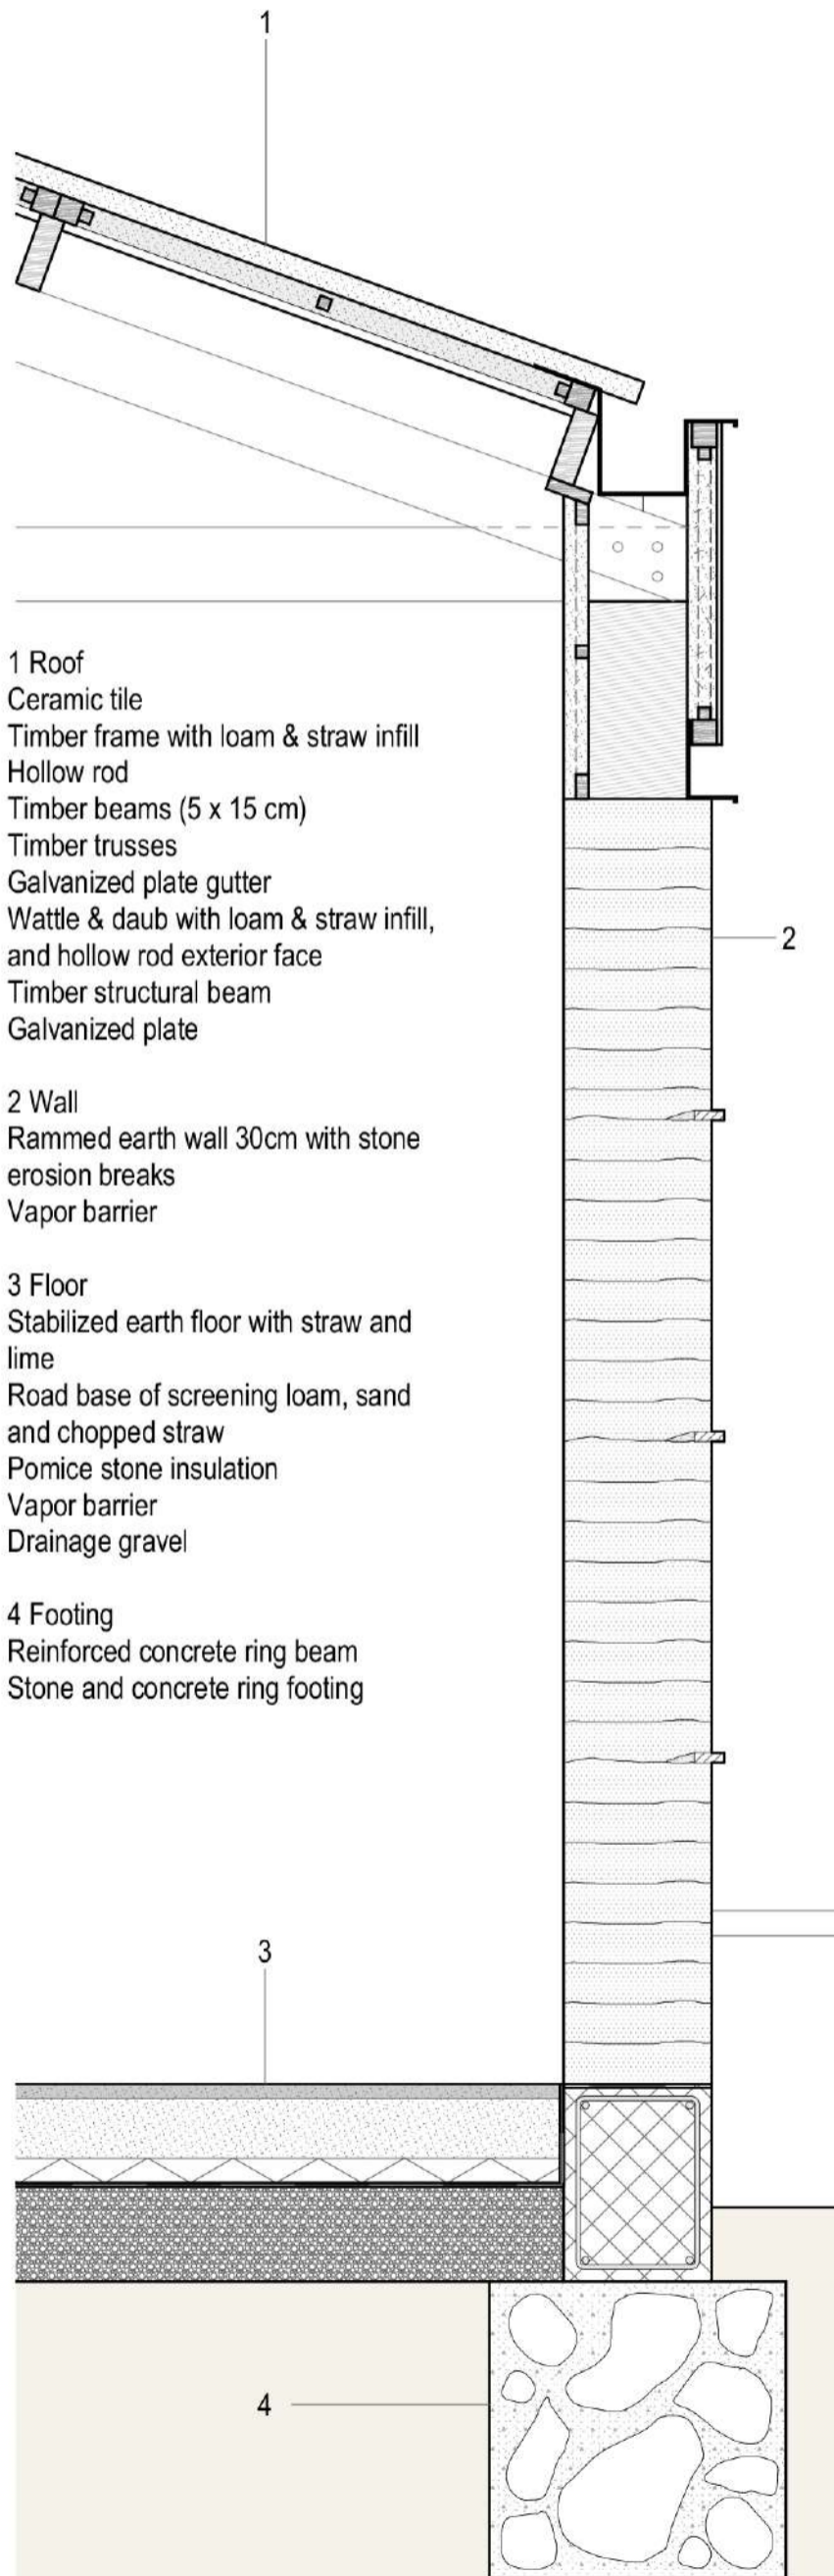 1
1 Roof
Ceramic tile
Timber frame with loam & straw infill
Hollow rod
Timber beams (5 x 15 cm)
Timber trusses
Galvanized plate gutter
Wattle & daub with loam & straw infill,
and hollow rod exterior face
Timber structural beam
Galvanized plate
2
2 Wall
Rammed earth wall 30cm with stone
erosion breaks
Vapor barrier
3 Floor
Stabilized earth floor with straw and
lime
Road base of screening loam, sand
and chopped straw
Pomice stone insulation
Vapor barrier
Drainage gravel
4 Footing
Reinforced concrete ring beam
Stone and concrete ring footing
3
4